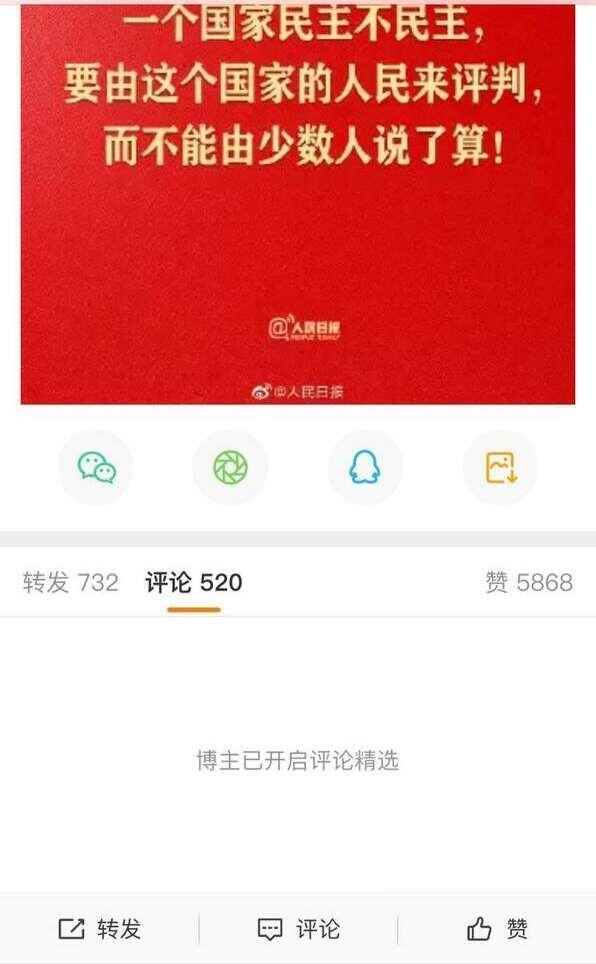 一个国家民主不民主，
要由这个国家的人民来评判，
而不能由少数人说了算！
@人民日报
PEOPLE'S DAILY
@人民日报
转发 732 评论 520 赞 5868
博主已开启评论精选
转发 评论 赞